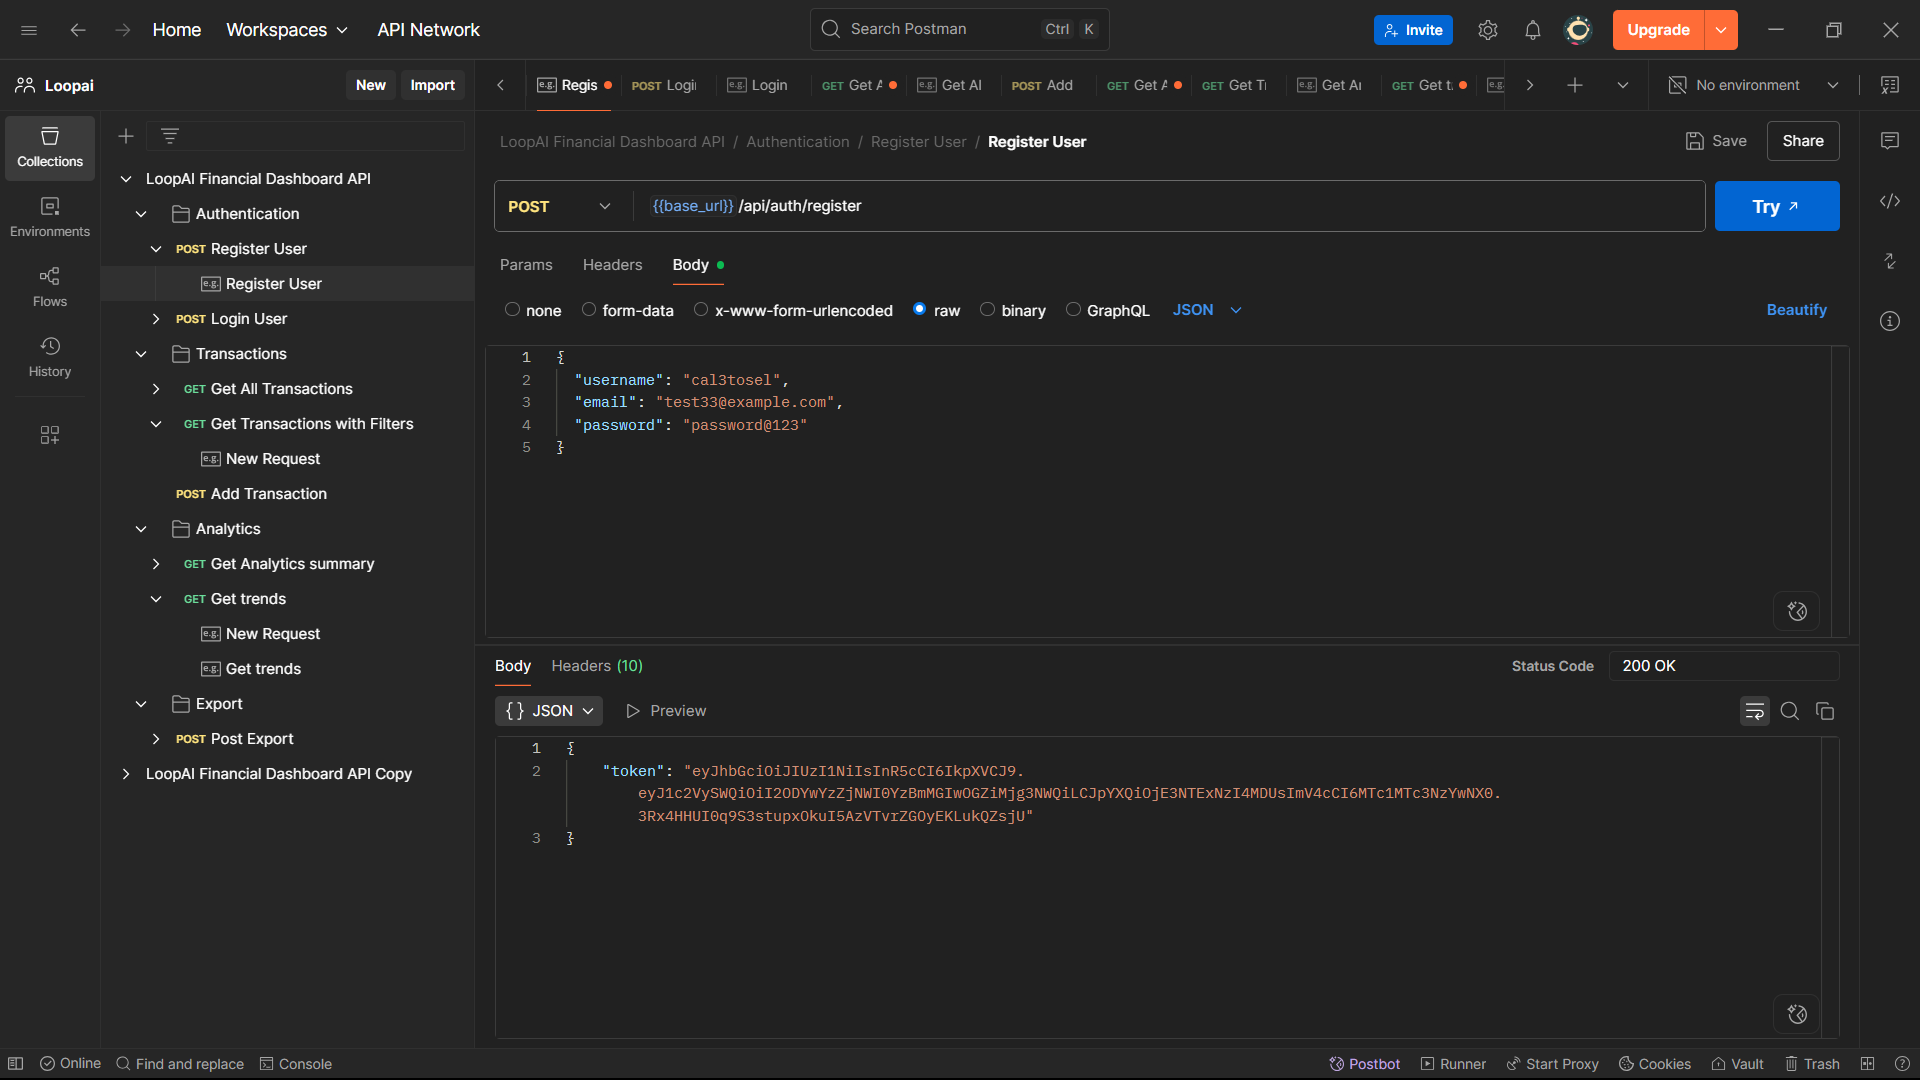 Home Workspaces API Network Search Postman Ctrl K Invite Upgrade
Loopai New Import
e.g. Regis POST Logi e.g. Login GET Get A e.g. Get Al POST Add GET Get A GET Get T e.g. Get Ar GET Get t e.g. No environment
Collections
Environments
Flows
History
LoopAI Financial Dashboard API
Authentication
POST Register User
e.g. Register User
POST Login User
Transactions
GET Get All Transactions
GET Get Transactions with Filters
e.g. New Request
POST Add Transaction
Analytics
GET Get Analytics summary
GET Get trends
e.g. New Request
e.g. Get trends
Export
POST Post Export
LoopAI Financial Dashboard API Copy
LoopAI Financial Dashboard API / Authentication / Register User / Register User Save Share
POST {{base_url}} /api/auth/register Try
Params Headers Body
none form-data x-www-form-urlencoded raw binary GraphQL JSON Beautify
1 {
2 "username": "cal3tosel",
3 "email": "test33@example.com",
4 "password": "password@123"
5 }
Body Headers (10) Status Code 200 OK
{} JSON Preview
1 {
2 "token": "eyJhbGciOiJIUzI1NiIsInR5cCI6IkpXVCJ9.
eyJ1c2VySWQiOiI2ODYwYzZjNWI0YzBmMGIwOGZiMjg3NWQiLCJpYXQiOjE3NTExNzI4MDUsImV4cCI6MTc1MTc3NzYwNX0.
3Rx4HHUI0q9S3stupxOkuI5AzVTvrZGOyEKLukQZsjU"
3 }
Online Find and replace Console Postbot Runner Start Proxy Cookies Vault Trash